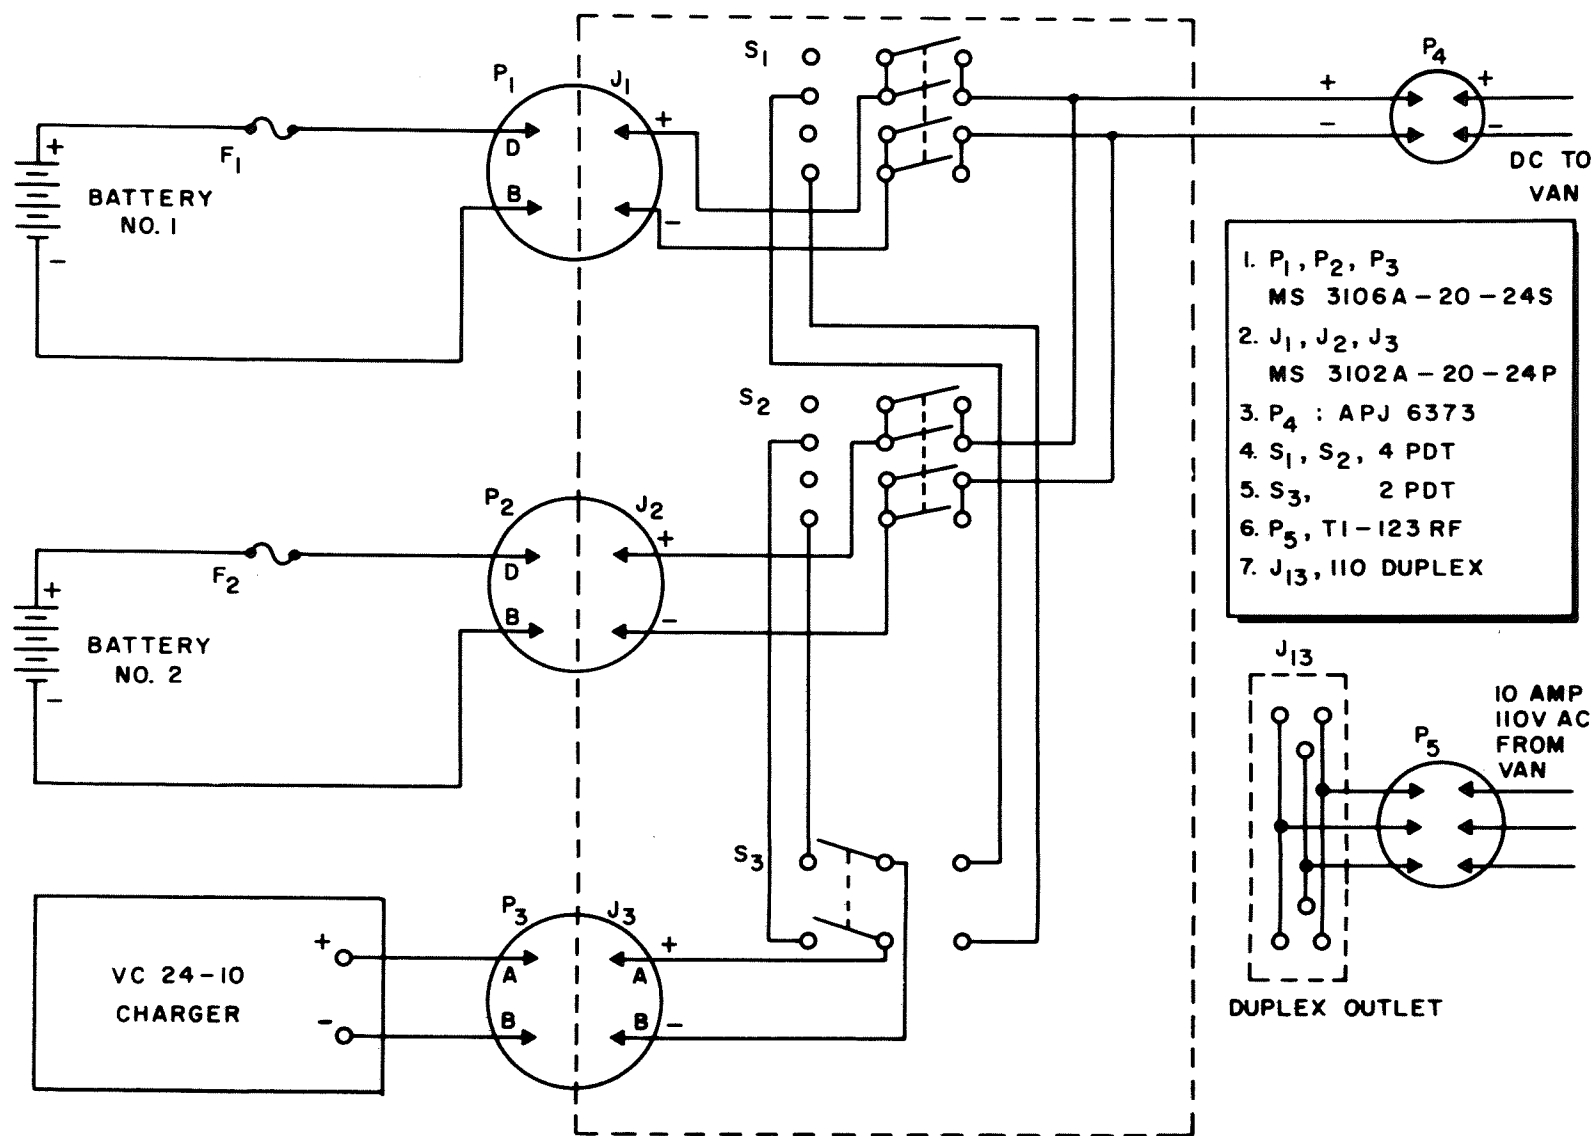 S1
P1
J1
P4
+
+
+
+
F1
D
-
-
BATTERY
NO. 1
B
-
-
DC TO
VAN
1. P1, P2, P3
MS 3106A-20-24S
2. J1, J2, J3
MS 3102A-20-24P
3. P4 : APJ 6373
4. S1, S2, 4 PDT
5. S3, 2 PDT
6. P5, T1-123 RF
7. J13, 110 DUPLEX
S2
P2
J2
+
+
F2
D
B
-
-
BATTERY
NO. 2
J13
10 AMP
110V AC
FROM
VAN
P5
S3
P3
J3
+
+
A
A
VC 24-10
CHARGER
-
B
B
-
DUPLEX OUTLET